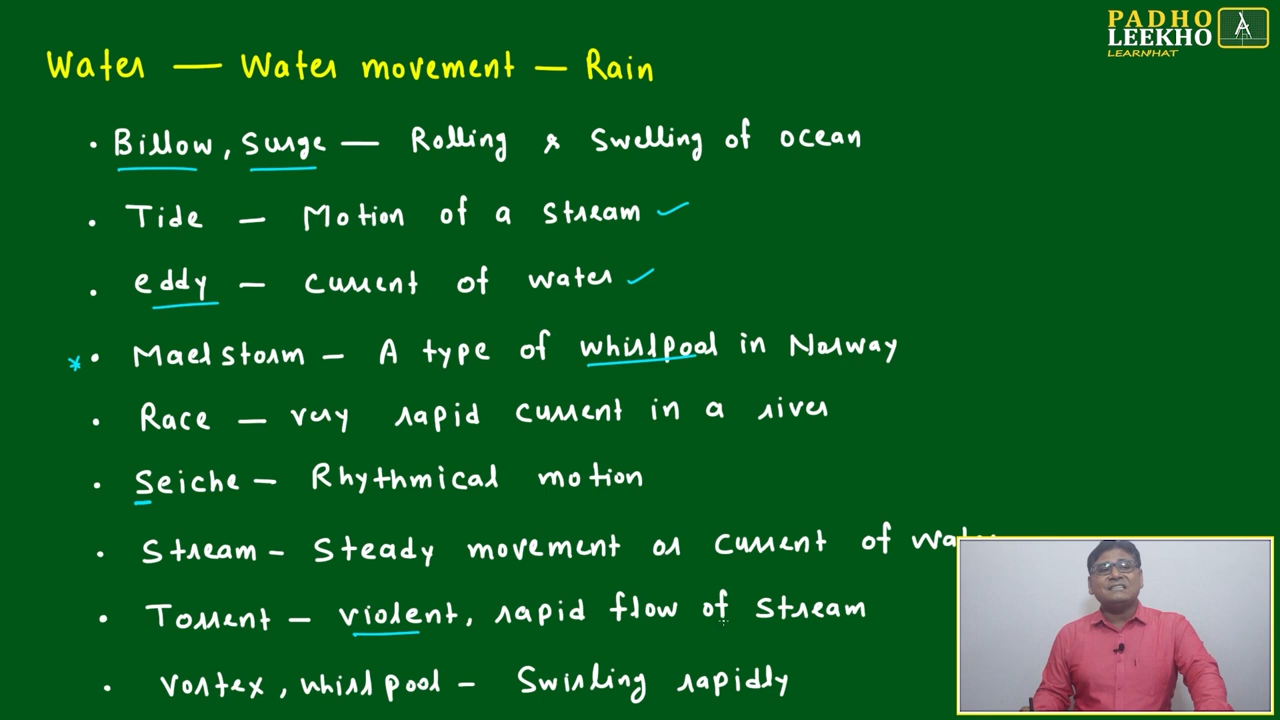 PADHO
LEEKHO
LEARNHAT
Water — Water movement — Rain
• Billow, Surge — Rolling & Swelling of ocean
• Tide — Motion of a stream ✓
• eddy — current of water ✓
* • Maelstorm — A type of whirlpool in Norway
• Race — very rapid current in a river
• Seiche — Rhythmical motion
• Stream — Steady movement or current of water
• Torrent — violent, rapid flow of stream
• Vortex, whirlpool — Swirling rapidly